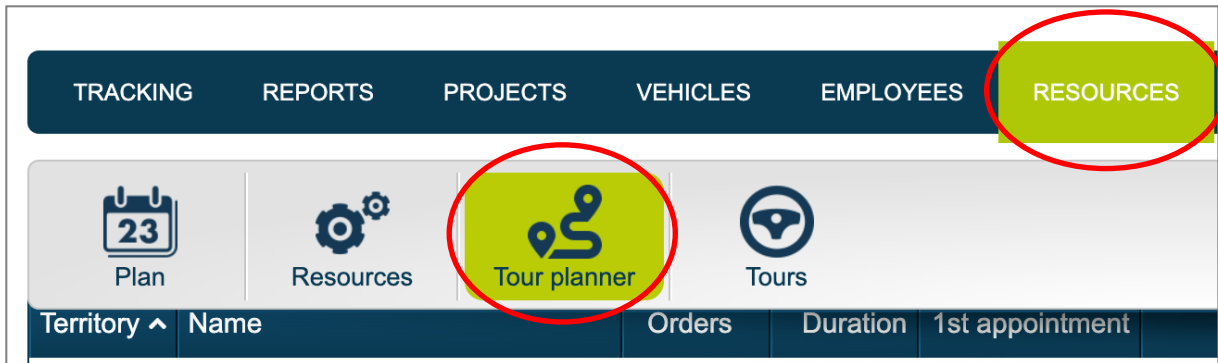 TRACKING REPORTS PROJECTS VEHICLES EMPLOYEES RESOURCES
23
Plan Resources Tour planner Tours
Territory Name Orders Duration 1st appointment